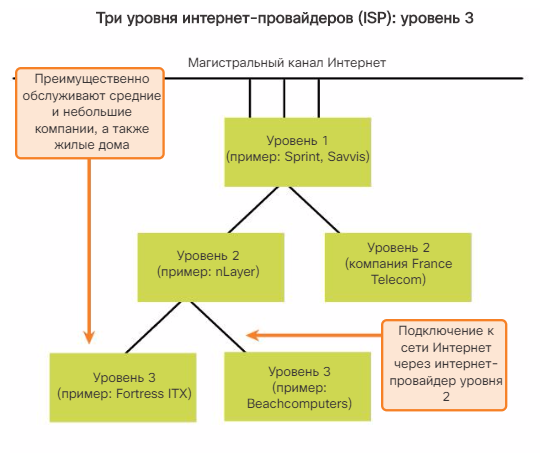 Три уровня интернет-провайдеров (ISP): уровень 3
Магистральный канал Интернет
Преимущественно
обслуживают средние
и небольшие
компании, а также
жилые дома
Уровень 1
(пример: Sprint, Savvis)
Уровень 2
(пример: nLayer)
Уровень 2
(компания France
Telecom)
Подключение к
сети Интернет
через интернет-
провайдер уровня
2
Уровень 3
(пример: Fortress ITX)
Уровень 3
(пример:
Beachcomputers)